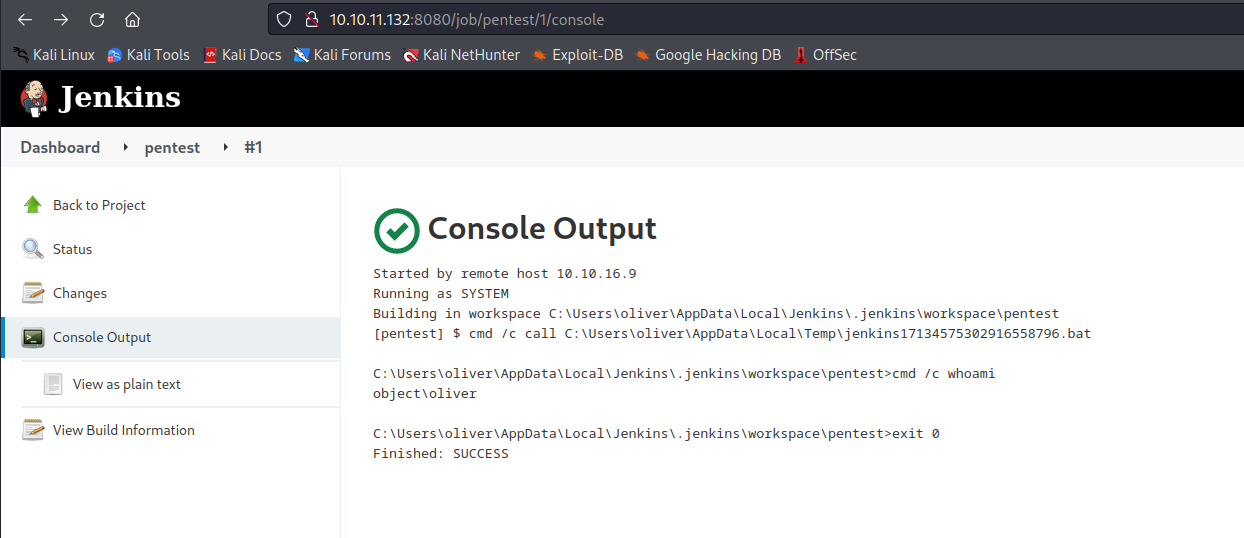 10.10.11.132:8080/job/pentest/1/console
Kali Linux Kali Tools Kali Docs Kali Forums Kali NetHunter Exploit-DB Google Hacking DB OffSec
Jenkins
Dashboard pentest #1
Back to Project
Status
Changes
Console Output
View as plain text
View Build Information
Console Output
Started by remote host 10.10.16.9
Running as SYSTEM
Building in workspace C:\Users\oliver\AppData\Local\Jenkins\.jenkins\workspace\pentest
[pentest] $ cmd /c call C:\Users\oliver\AppData\Local\Temp\jenkins17134575302916558796.bat
C:\Users\oliver\AppData\Local\Jenkins\.jenkins\workspace\pentest>cmd /c whoami
object\oliver
C:\Users\oliver\AppData\Local\Jenkins\.jenkins\workspace\pentest>exit 0
Finished: SUCCESS